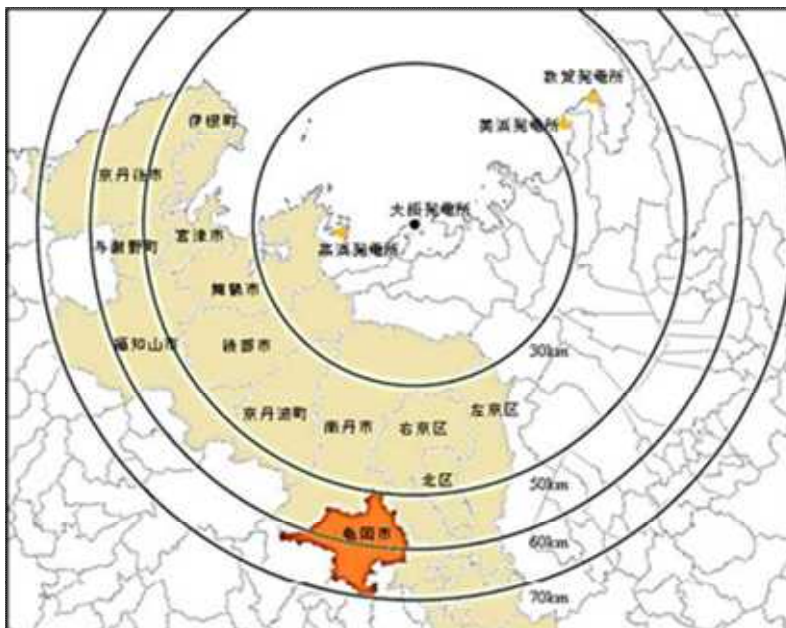 敦賀発電所
美浜発電所
伊根町
京丹後市
大飯発電所
宮津市
高浜発電所
与謝野町
舞鶴市
福知山市
綾部市
30km
京丹波町
南丹市
右京区
左京区
北区
50km
亀岡市
60km
70km